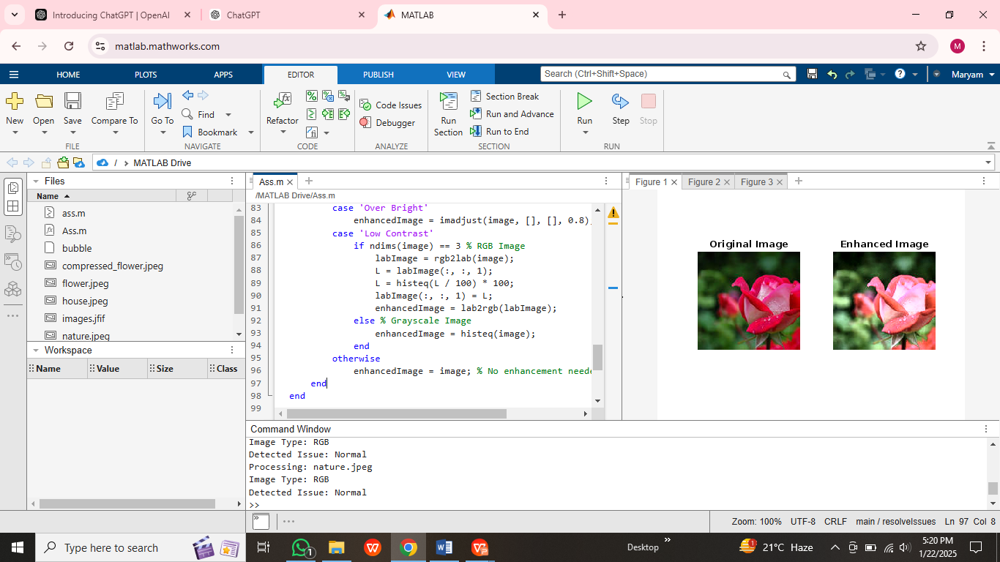 Introducing ChatGPT | OpenAI
ChatGPT
MATLAB
matlab.mathworks.com
M
HOME
PLOTS
APPS
EDITOR
PUBLISH
VIEW
Search (Ctrl+Shift+Space)
Maryam
New
Open
Save
Compare To
Go To
Find
Bookmark
Refactor
Code Issues
Debugger
Run Section
Section Break
Run and Advance
Run to End
Run
Step
Stop
FILE
NAVIGATE
CODE
ANALYZE
SECTION
RUN
/ › MATLAB Drive
Files
Name
ass.m
Ass.m
bubble
compressed_flower.jpeg
flower.jpeg
house.jpeg
images.jfif
nature.jpeg
Workspace
Name
Value
Size
Class
Ass.m
/MATLAB Drive/Ass.m
83 case 'Over Bright'
84 enhancedImage = imadjust(image, [], [], 0.8)
85 case 'Low Contrast'
86 if ndims(image) == 3 % RGB Image
87 labImage = rgb2lab(image);
88 L = labImage(:, :, 1);
89 L = histeq(L / 100) * 100;
90 labImage(:, :, 1) = L;
91 enhancedImage = lab2rgb(labImage);
92 else % Grayscale Image
93 enhancedImage = histeq(image);
94 end
95 otherwise
96 enhancedImage = image; % No enhancement neede
97 end
98 end
99
Figure 1
Figure 2
Figure 3
Original Image
Enhanced Image
Command Window
Image Type: RGB
Detected Issue: Normal
Processing: nature.jpeg
Image Type: RGB
Detected Issue: Normal
>>
Zoom: 100%
UTF-8
CRLF
main / resolveIssues
Ln 97 Col 8
Type here to search
1
Desktop
1
21°C Haze
5:20 PM
1/22/2025